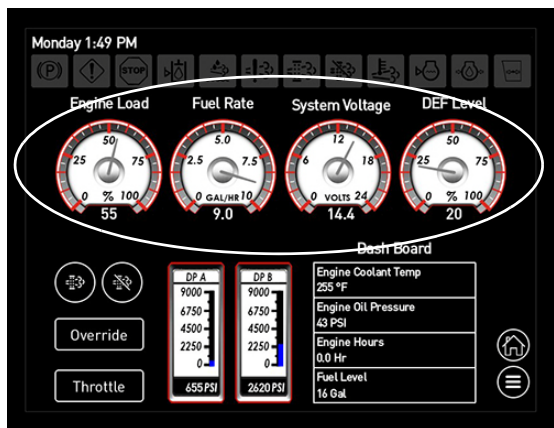 Monday 1:49 PM
(P) STOP
Engine Load Fuel Rate System Voltage DEF Level
50 5.0 12 50
25 75 2.5 7.5 6 18 25 75
0 % 100 0 GAL/HR 10 0 VOLTS 24 0 % 100
55 9.0 14.4 20
Dash Board
DP A DP B
9000 9000
6750 6750
4500 4500
2250 2250
0 0
655 PSI 2620 PSI
Engine Coolant Temp
255 °F
Engine Oil Pressure
43 PSI
Engine Hours
0.0 Hr
Fuel Level
16 Gal
Override
Throttle